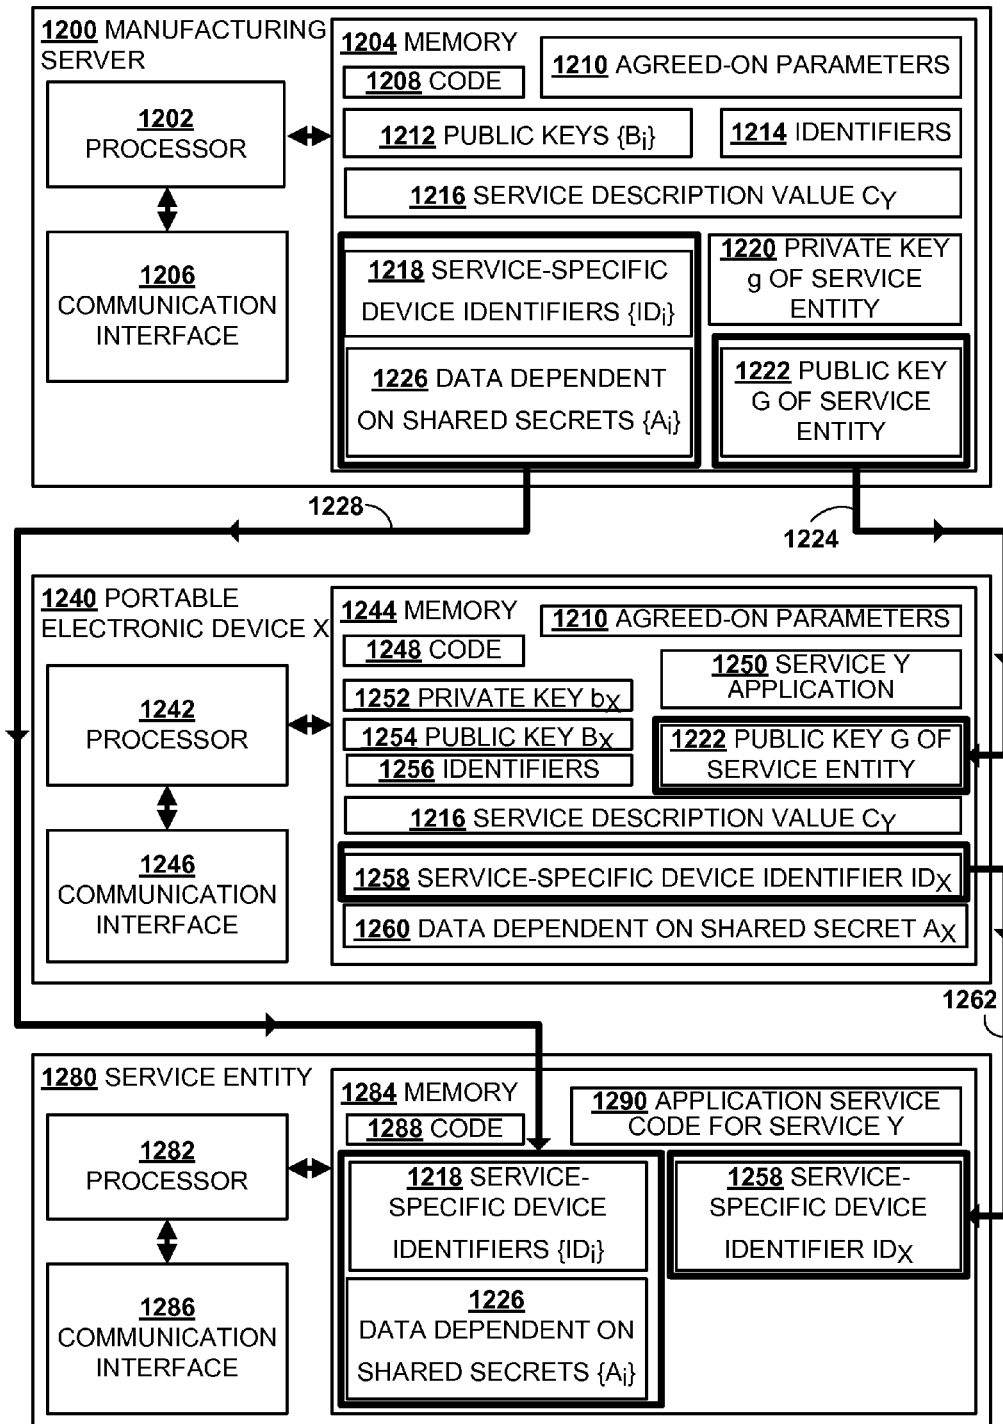 1200 MANUFACTURING
SERVER
1202
PROCESSOR
1206
COMMUNICATION
INTERFACE
1204 MEMORY
1208 CODE
1210 AGREED-ON PARAMETERS
1212 PUBLIC KEYS {Bi}
1214 IDENTIFIERS
1216 SERVICE DESCRIPTION VALUE CY
1218 SERVICE-SPECIFIC
DEVICE IDENTIFIERS {IDi}
1226 DATA DEPENDENT
ON SHARED SECRETS {Ai}
1220 PRIVATE KEY
g OF SERVICE
ENTITY
1222 PUBLIC KEY
G OF SERVICE
ENTITY
1228
1224
1240 PORTABLE
ELECTRONIC DEVICE X
1242
PROCESSOR
1246
COMMUNICATION
INTERFACE
1244 MEMORY
1248 CODE
1210 AGREED-ON PARAMETERS
1250 SERVICE Y
APPLICATION
1252 PRIVATE KEY bX
1254 PUBLIC KEY BX
1256 IDENTIFIERS
1222 PUBLIC KEY G OF
SERVICE ENTITY
1216 SERVICE DESCRIPTION VALUE CY
1258 SERVICE-SPECIFIC DEVICE IDENTIFIER IDX
1260 DATA DEPENDENT ON SHARED SECRET AX
1262
1280 SERVICE ENTITY
1282
PROCESSOR
1286
COMMUNICATION
INTERFACE
1284 MEMORY
1288 CODE
1290 APPLICATION SERVICE
CODE FOR SERVICE Y
1218 SERVICE-
SPECIFIC DEVICE
IDENTIFIERS {IDi}
1226
DATA DEPENDENT ON
SHARED SECRETS {Ai}
1258 SERVICE-
SPECIFIC DEVICE
IDENTIFIER IDX